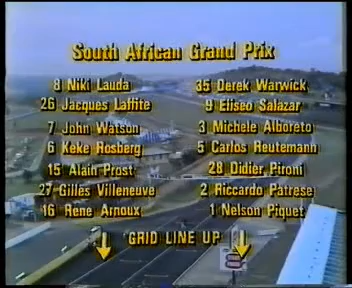 South African Grand Prix
8 Niki Lauda 35 Derek Warwick
26 Jacques Laffite 9 Eliseo Salazar
7 John Watson 3 Michele Alboreto
6 Keke Rosberg 5 Carlos Reutemann
15 Alain Prost 28 Didier Pironi
27 Gilles Villeneuve 2 Riccardo Patrese
16 Rene Arnoux 1 Nelson Piquet
GRID LINE UP
8